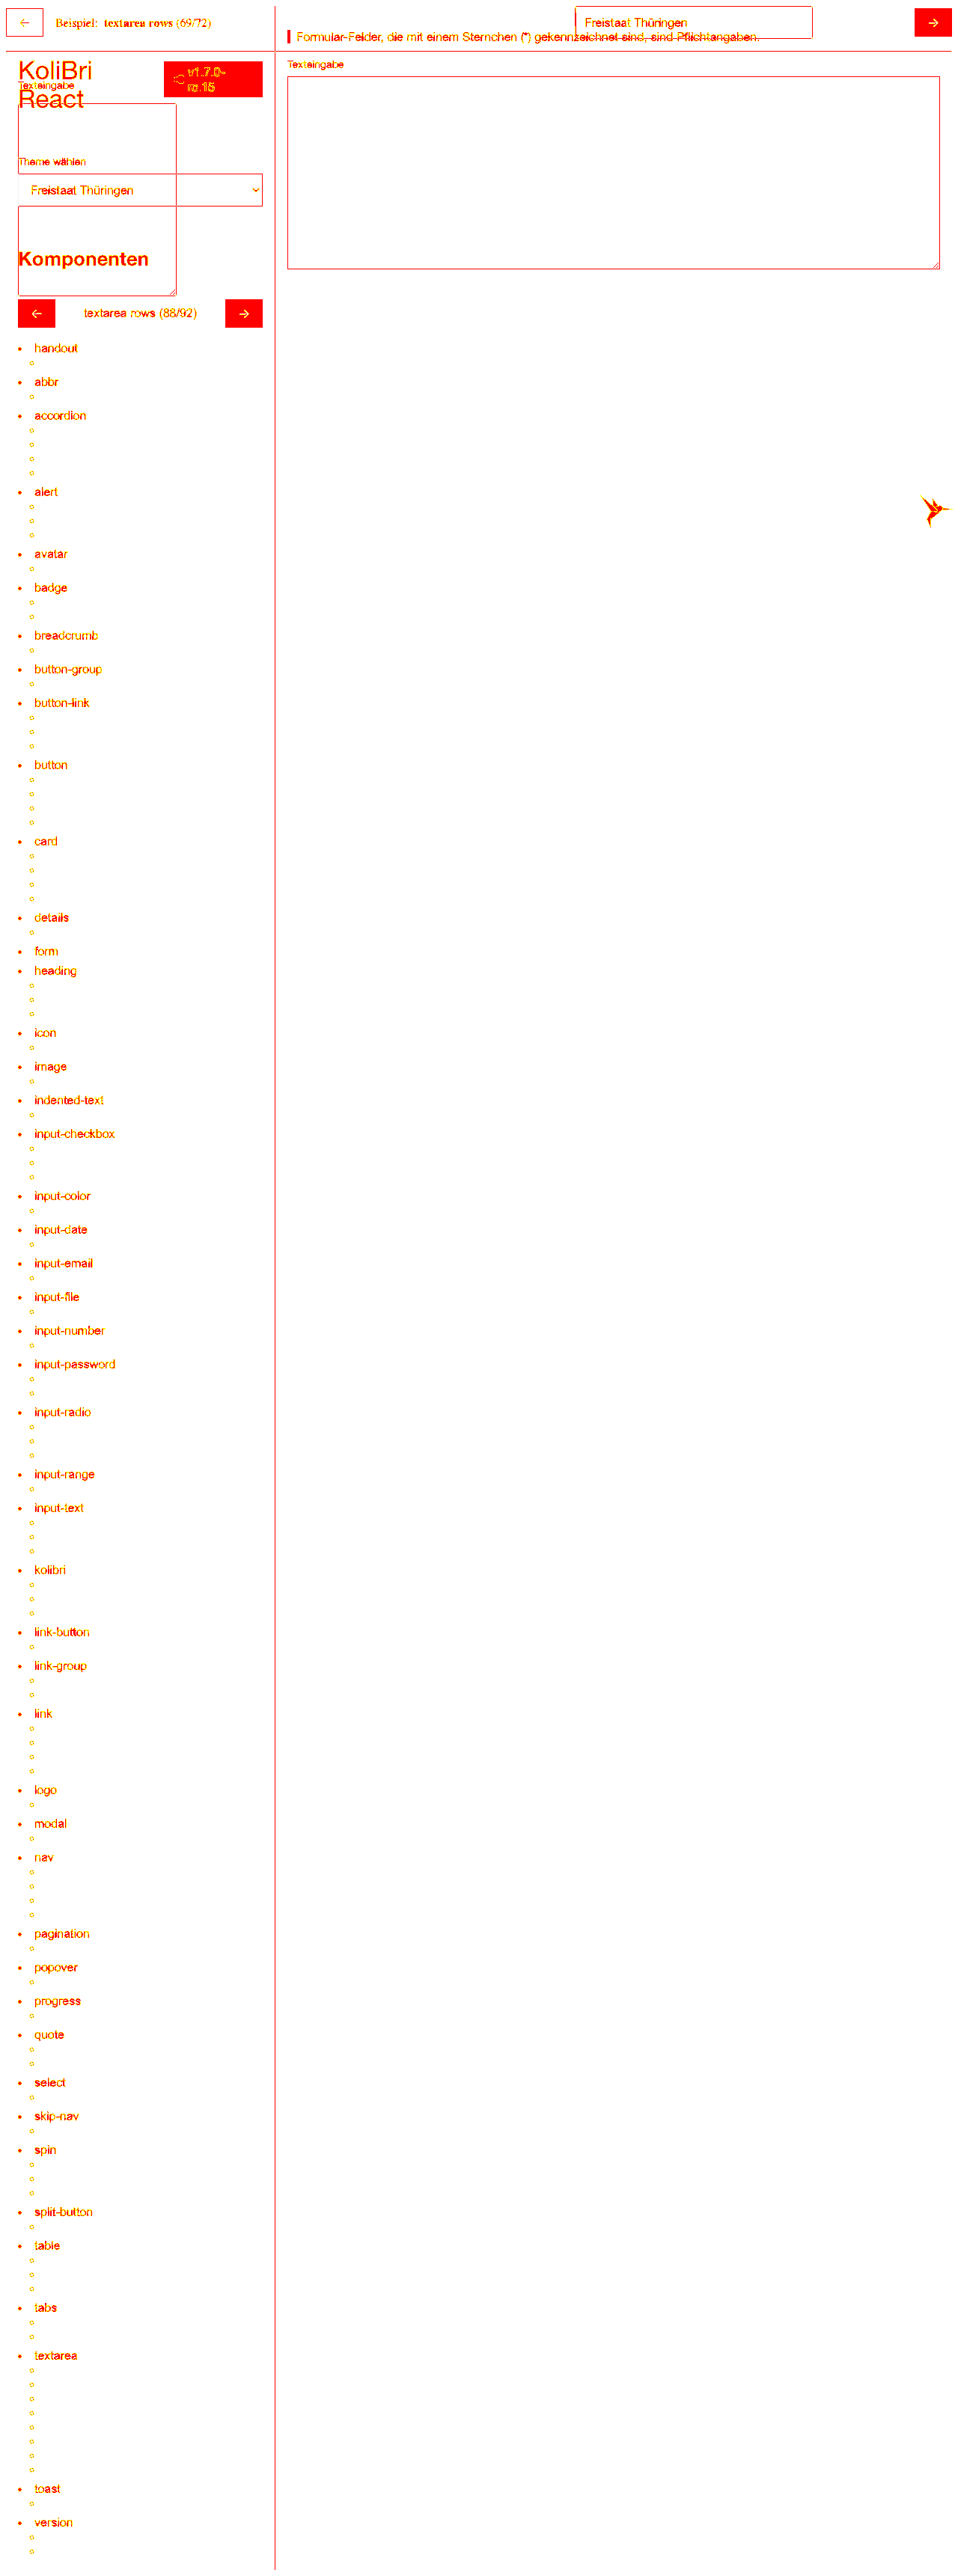 ← Beispiel: textarea rows (69/72)
Freistaat Thüringen
→
Formular-Felder, die mit einem Sternchen (*) gekennzeichnet sind, sind Pflichtangaben.
KoliBri
React
v1.7.0-
rc.15
Texteingabe
Texteingabe
Theme wählen
Freistaat Thüringen
Komponenten
← textarea rows (88/92) →
handout
abbr
accordion
alert
avatar
badge
breadcrumb
button-group
button-link
button
card
details
form
heading
icon
image
indented-text
input-checkbox
input-color
input-date
input-email
input-file
input-number
input-password
input-radio
input-range
input-text
kolibri
link-button
link-group
link
logo
modal
nav
pagination
popover
progress
quote
select
skip-nav
spin
split-button
table
tabs
textarea
toast
version